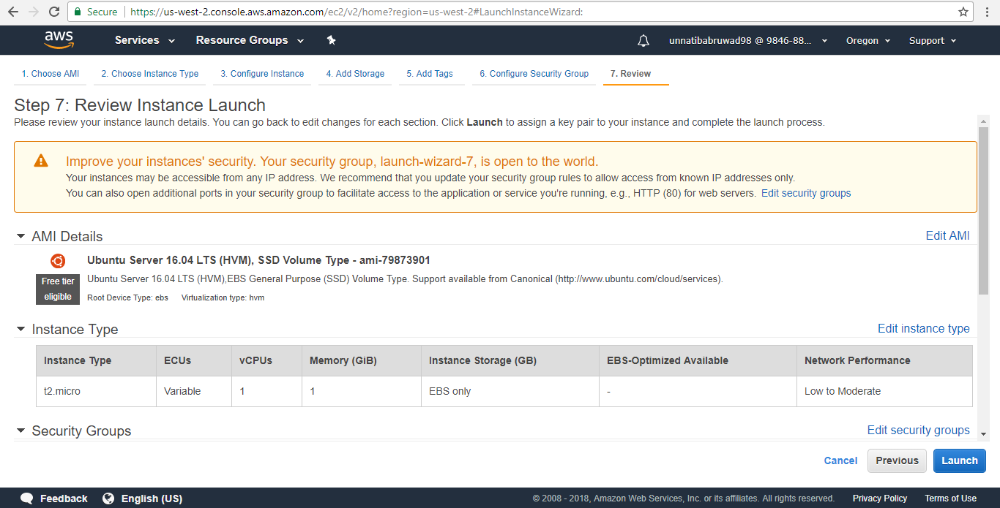 Secure | https://us-west-2.console.aws.amazon.com/ec2/v2/home?region=us-west-2#LaunchInstanceWizard:
aws Services Resource Groups unnatibabruwad98 @ 9846-88... Oregon Support
1. Choose AMI 2. Choose Instance Type 3. Configure Instance 4. Add Storage 5. Add Tags 6. Configure Security Group 7. Review
Step 7: Review Instance Launch
Please review your instance launch details. You can go back to edit changes for each section. Click Launch to assign a key pair to your instance and complete the launch process.
Improve your instances' security. Your security group, launch-wizard-7, is open to the world.
Your instances may be accessible from any IP address. We recommend that you update your security group rules to allow access from known IP addresses only.
You can also open additional ports in your security group to facilitate access to the application or service you're running, e.g., HTTP (80) for web servers. Edit security groups
AMI Details Edit AMI
Ubuntu Server 16.04 LTS (HVM), SSD Volume Type - ami-79873901
Free tier eligible
Ubuntu Server 16.04 LTS (HVM),EBS General Purpose (SSD) Volume Type. Support available from Canonical (http://www.ubuntu.com/cloud/services).
Root Device Type: ebs Virtualization type: hvm
Instance Type Edit instance type
Instance Type ECUs vCPUs Memory (GiB) Instance Storage (GB) EBS-Optimized Available Network Performance
t2.micro Variable 1 1 EBS only - Low to Moderate
Security Groups Edit security groups
Cancel Previous Launch
Feedback English (US) © 2008 - 2018, Amazon Web Services, Inc. or its affiliates. All rights reserved. Privacy Policy Terms of Use